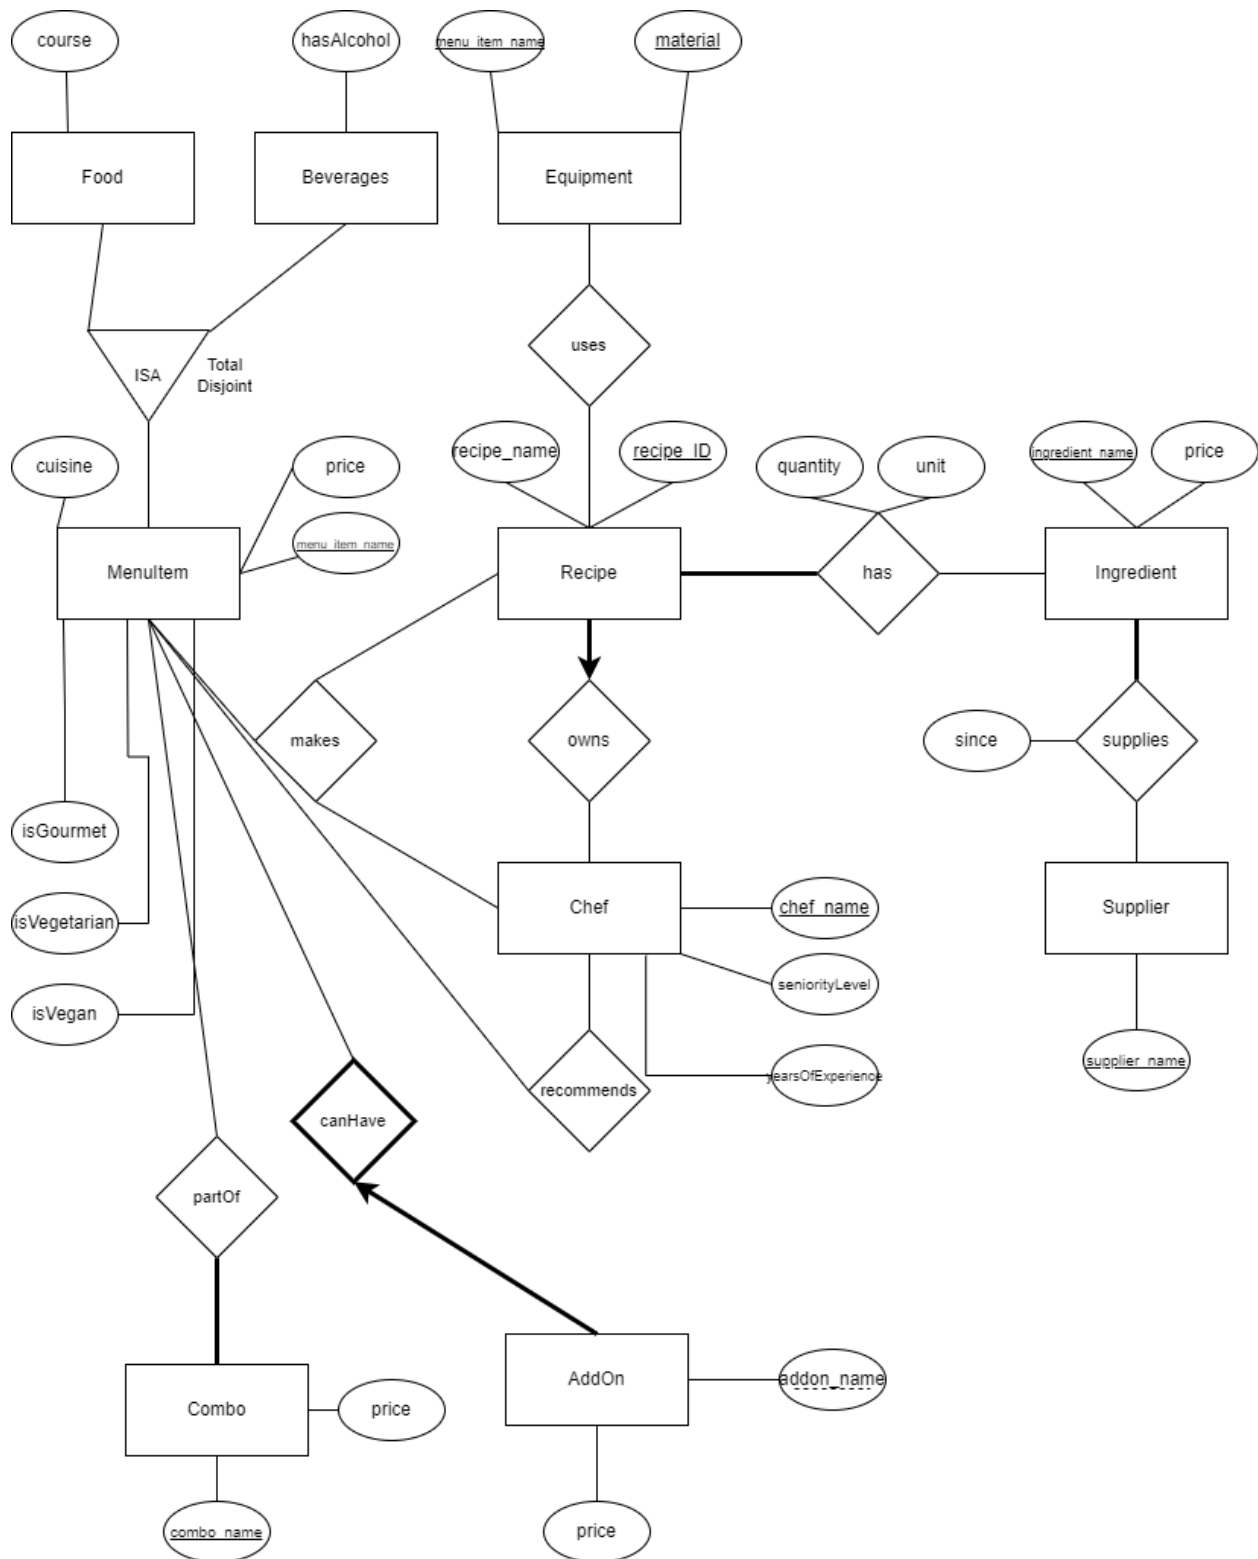 course
hasAlcohol
menu_item_name
material
Food
Beverages
Equipment
uses
ISA
Total
Disjoint
cuisine
price
recipe_name
recipe_ID
quantity
unit
ingredient_name
price
menu_item_name
MenuItem
Recipe
has
Ingredient
makes
owns
since
supplies
isGourmet
isVegetarian
Chef
chef_name
Supplier
seniorityLevel
isVegan
supplier_name
yearsOfExperience
recommends
canHave
partOf
AddOn
addon_name
Combo
price
combo_name
price